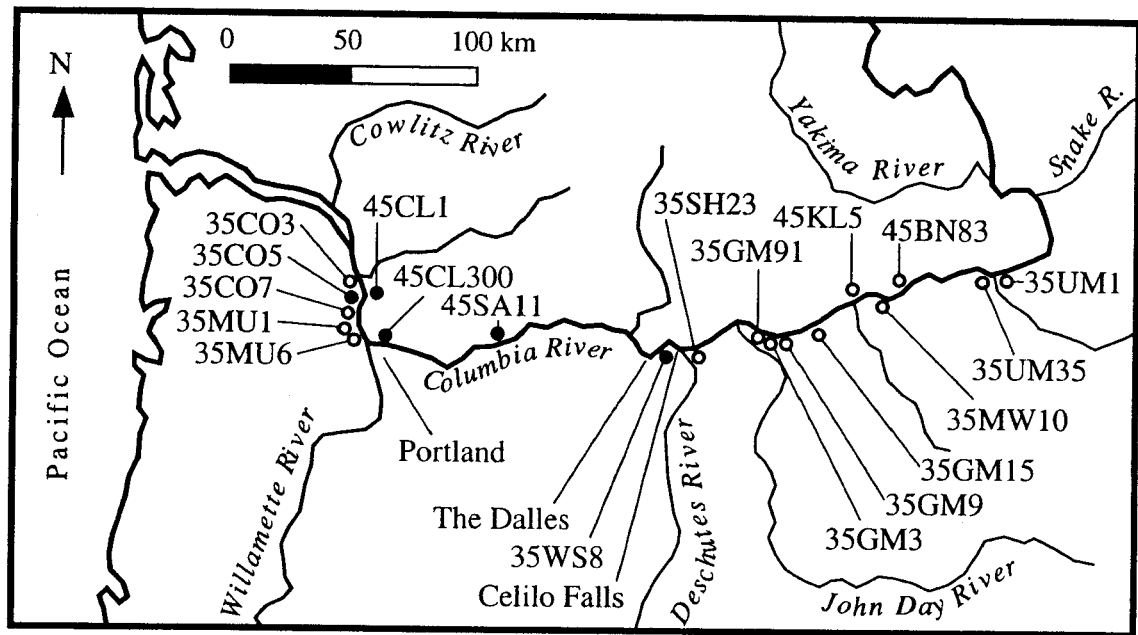 0 50 100 km
N
Cowlitz River
Yakima River
Snake R.
35CO3
45CL1
35CO5
45CL300
35CO7
45SA11
35MU1
35MU6
35SH23
35GM91
45KL5
45BN83
35UM1
Pacific Ocean
Columbia River
35UM35
35MW10
Portland
35GM15
Willamette River
Deschutes River
35GM9
The Dalles
35GM3
35WS8
Celilo Falls
John Day River